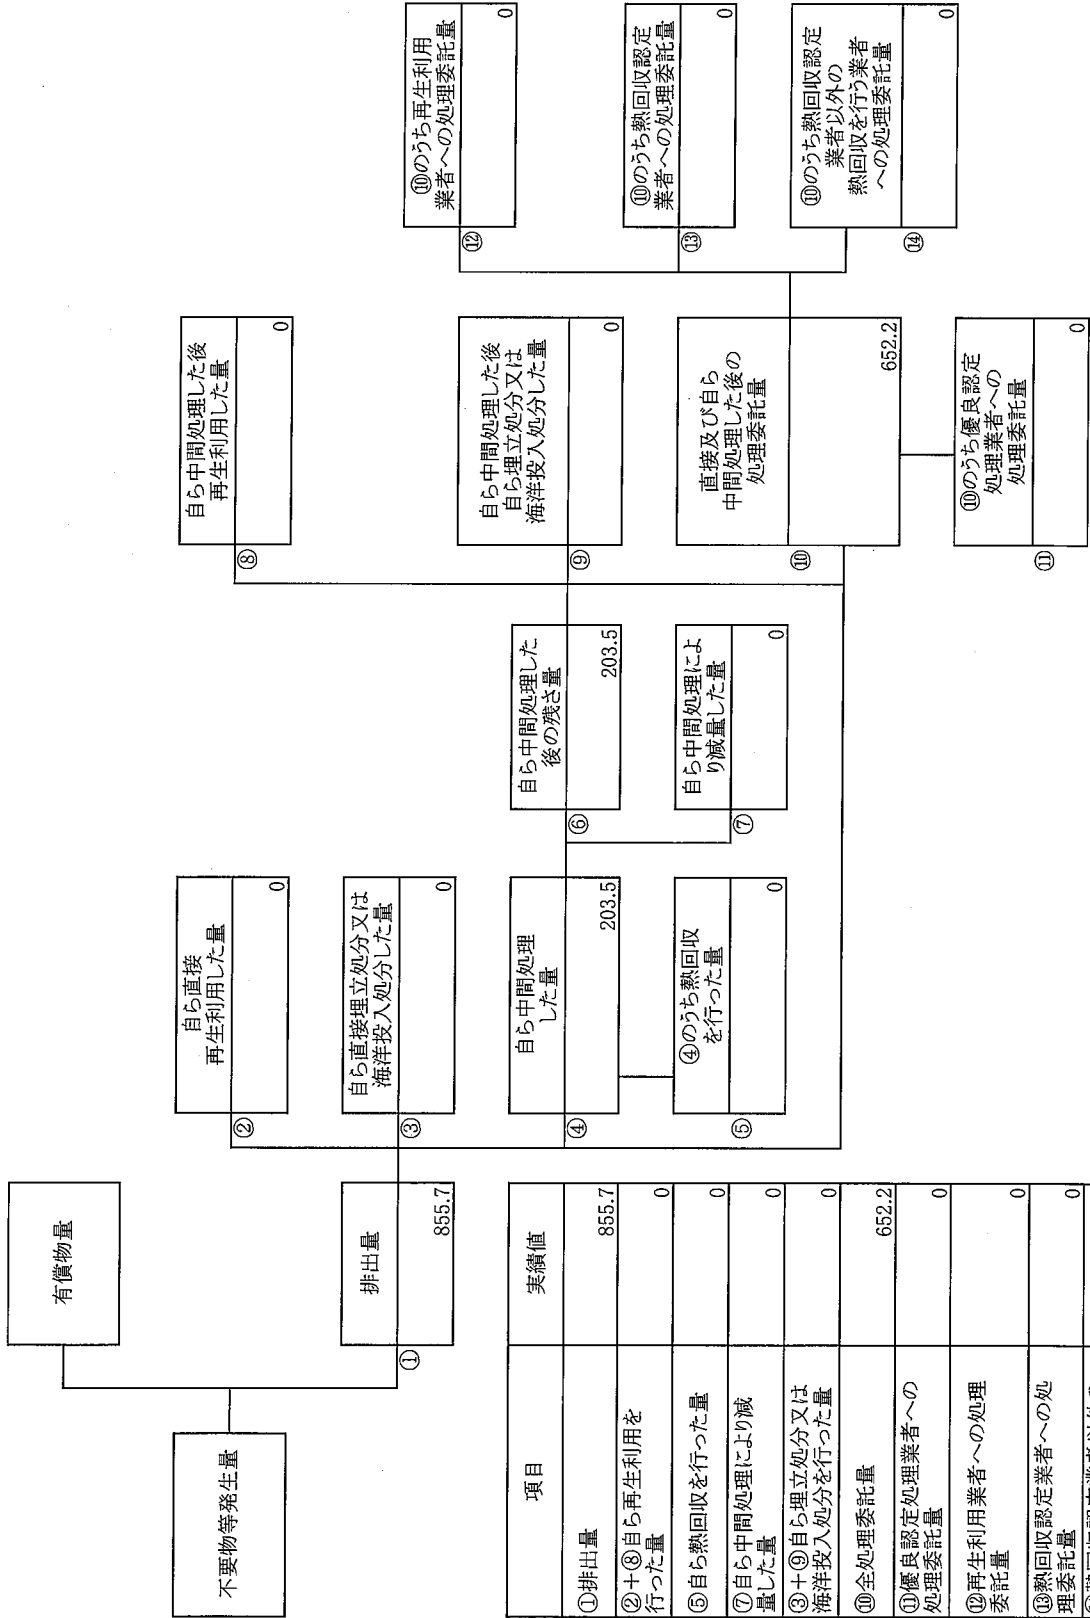 不要物等発生量
有償物量
①
排出量
855.7
②
自ら直接
再生利用した量
0
③
自ら直接埋立処分又は
海洋投入処分した量
0
④
自ら中間処理
した量
203.5
⑤
④のうち熱回収
を行った量
0
⑥
自ら中間処理した
後の残さ量
203.5
⑦
自ら中間処理によ
り減量した量
0
⑧
自ら中間処理した後
再生利用した量
0
⑨
自ら中間処理した後
自ら埋立処分又は
海洋投入処分した量
0
⑩
直接及び自ら
中間処理した後の
処理委託量
652.2
⑪
⑩のうち優良認定
処理業者への
処理委託量
0
⑫
⑩のうち再生利用
業者への処理委託量
0
⑬
⑩のうち熱回収認定
業者への処理委託量
0
⑭
⑩のうち熱回収認定
業者以外の
熱回収を行う業者
への処理委託量
0
項目 実績値
①排出量 855.7
②+⑧自ら再生利用を
行った量 0
⑤自ら熱回収を行った量 0
⑦自ら中間処理により減
量した量 0
③+⑨自ら埋立処分又は
海洋投入処分を行った量 0
⑩全処理委託量 652.2
⑪優良認定処理業者への
処理委託量 0
⑫再生利用業者への処理
委託量 0
⑬熱回収認定業者への処
理委託量 0